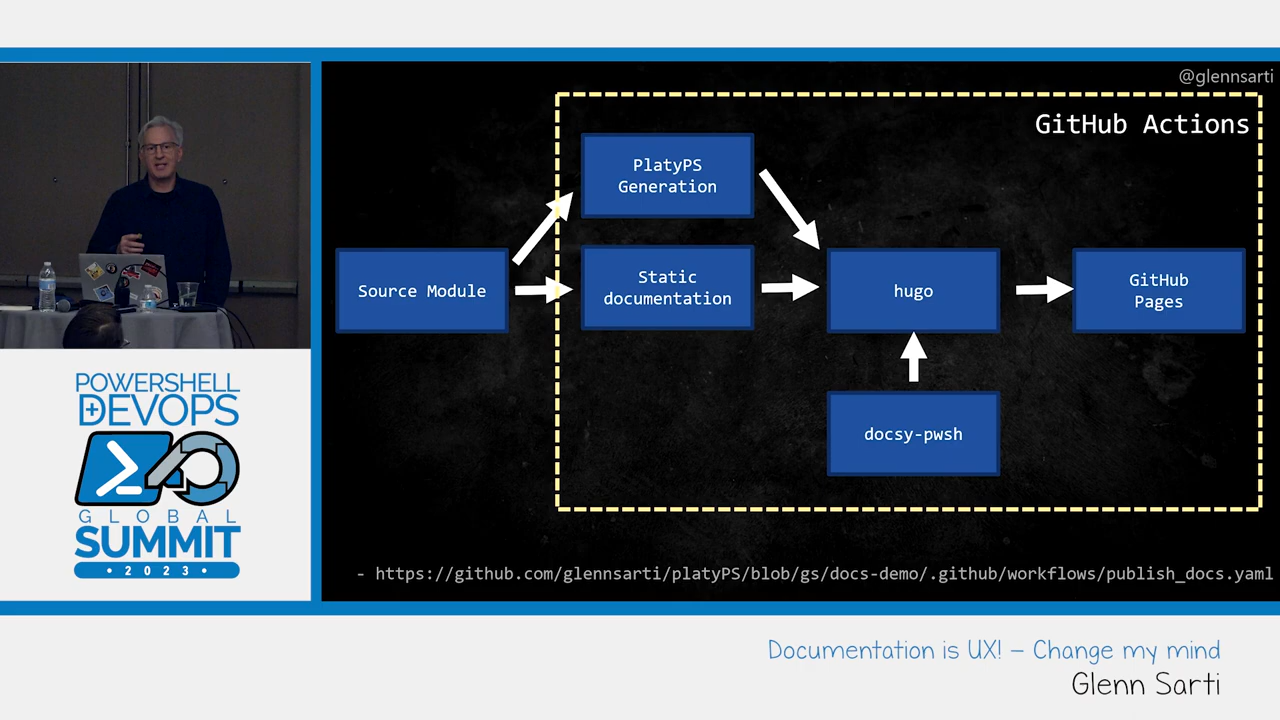 @glennsarti
GitHub Actions
PlatyPS
Generation
Source Module
Static
documentation
hugo
GitHub
Pages
docsy-pwsh
- https://github.com/glennsarti/platyPS/blob/gs/docs-demo/.github/workflows/publish_docs.yaml
POWERSHELL
+DEVOPS
GLOBAL
SUMMIT
• 2023 •
Documentation is UX! – Change my mind
Glenn Sarti